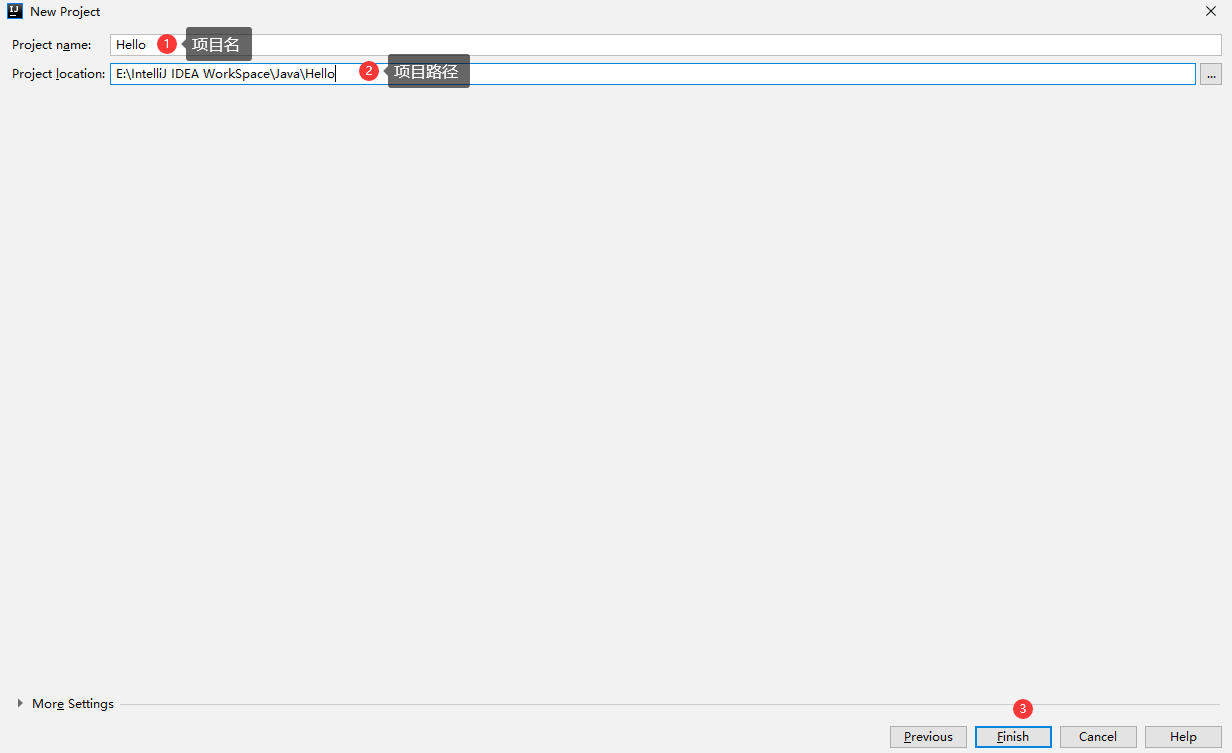 New Project
Project name: Hello 1 项目名
Project location: E:\IntelliJ IDEA WorkSpace\Java\Hello 2 项目路径 ...
More Settings
3
Previous Finish Cancel Help